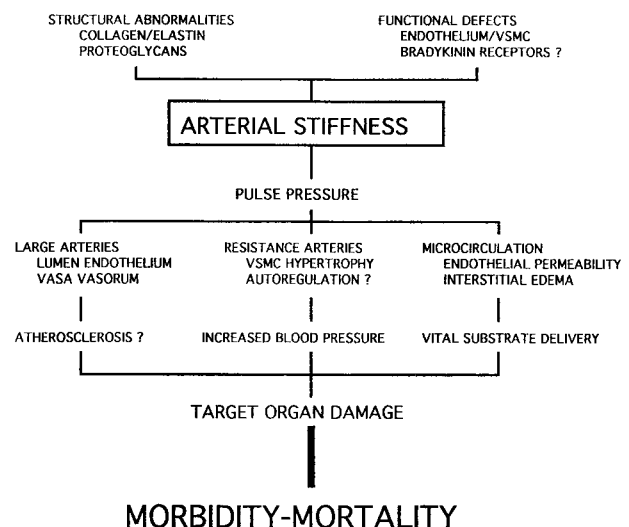 STRUCTURAL ABNORMALITIES
COLLAGEN/ELASTIN
PROTEOGLYCANS
FUNCTIONAL DEFECTS
ENDOTHELIUM/VSMC
BRADYKININ RECEPTORS ?
ARTERIAL STIFFNESS
PULSE PRESSURE
LARGE ARTERIES
LUMEN ENDOTHELIUM
VASA VASORUM
RESISTANCE ARTERIES
VSMC HYPERTROPHY
AUTOREGULATION ?
MICROCIRCULATION
ENDOTHELIAL PERMEABILITY
INTERSTITIAL EDEMA
ATHEROSCLEROSIS ?
INCREASED BLOOD PRESSURE
VITAL SUBSTRATE DELIVERY
TARGET ORGAN DAMAGE
MORBIDITY-MORTALITY